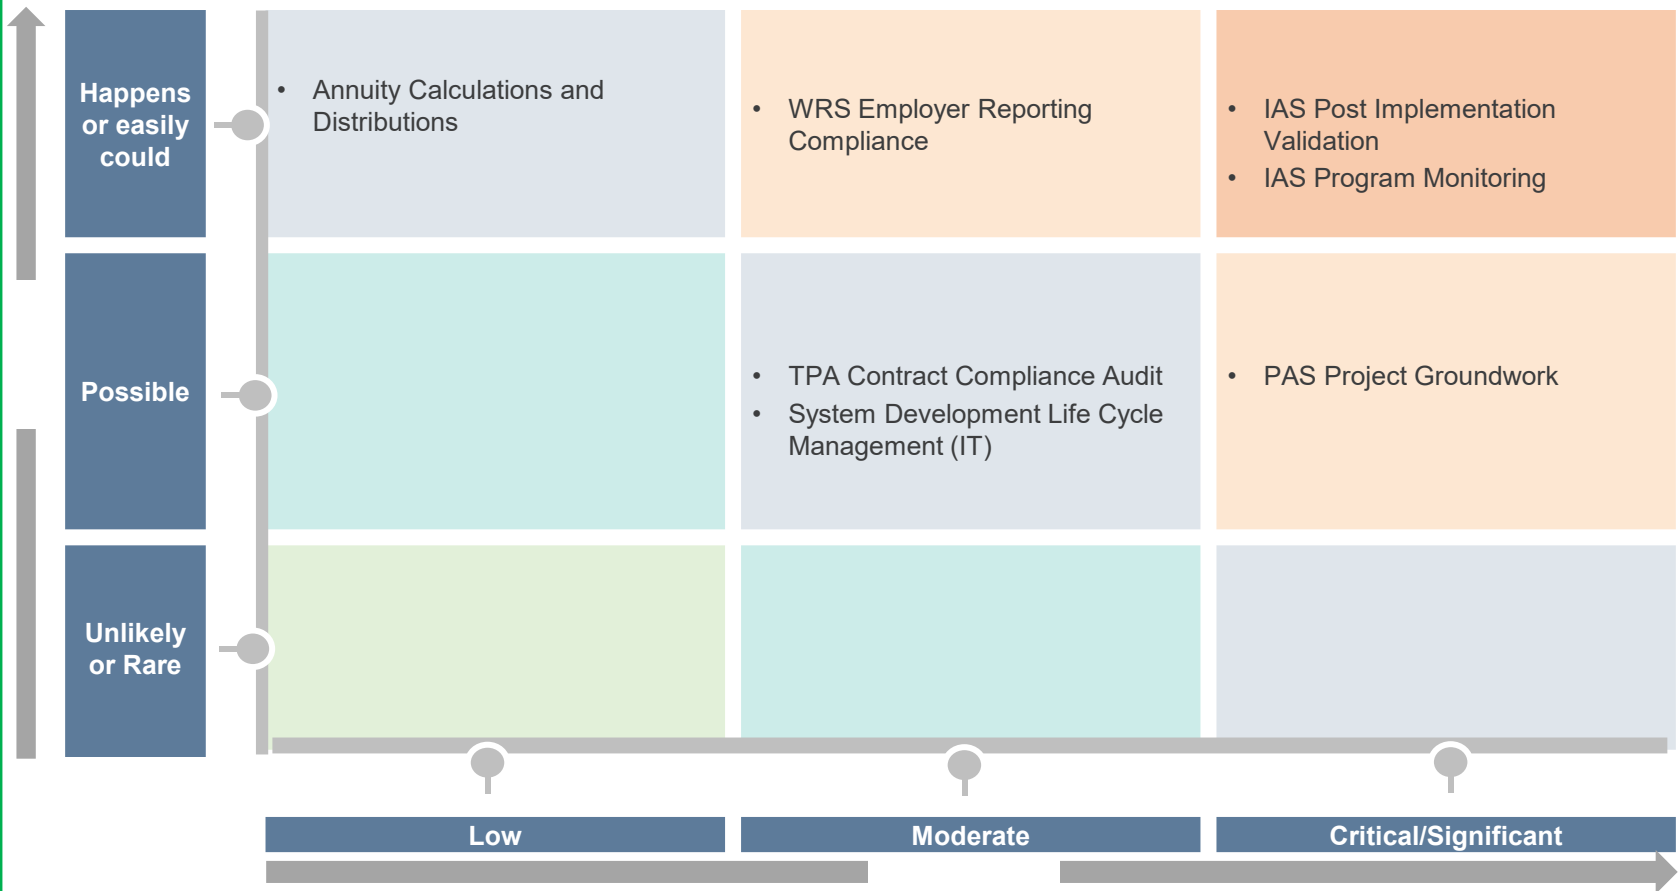 Happens
or easily
could
• Annuity Calculations and
Distributions
• WRS Employer Reporting
Compliance
• IAS Post Implementation
Validation
• IAS Program Monitoring
Possible
• TPA Contract Compliance Audit
• System Development Life Cycle
Management (IT)
• PAS Project Groundwork
Unlikely
or Rare
Low
Moderate
Critical/Significant